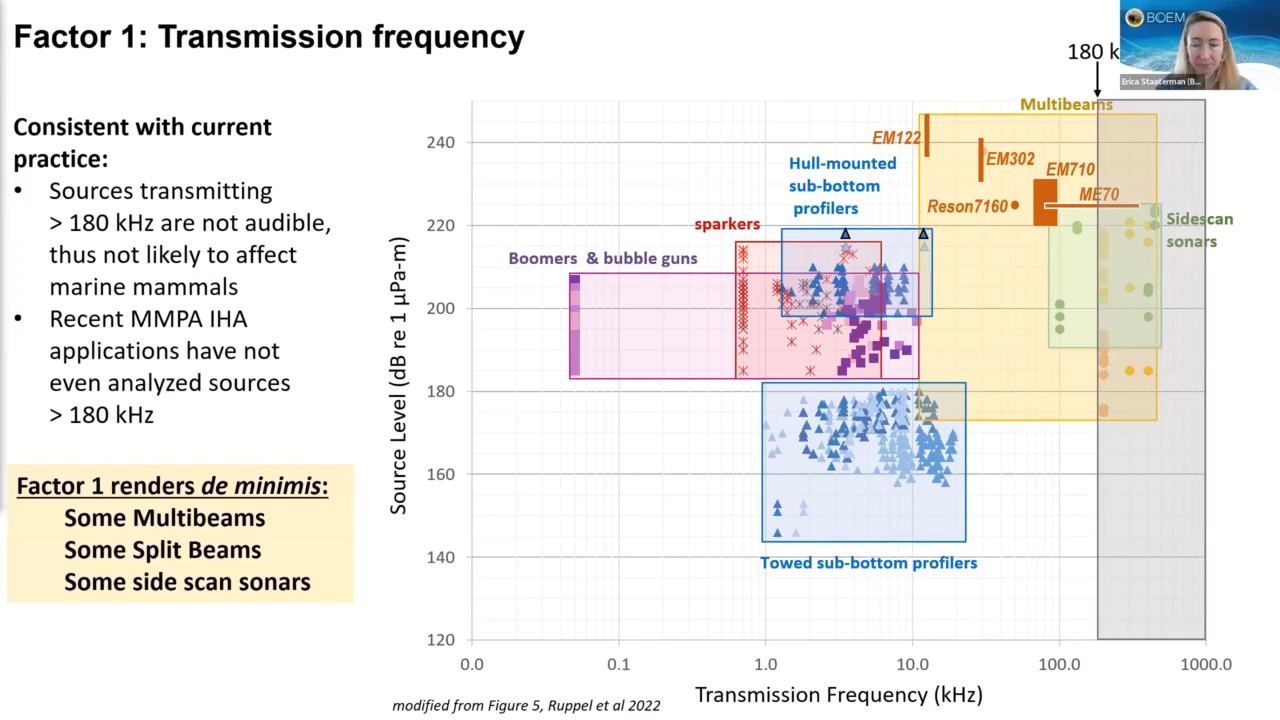 Factor 1: Transmission frequency
BOEM
Erica Staaterman (B...
180 k
Consistent with current
practice:
• Sources transmitting
> 180 kHz are not audible,
thus not likely to affect
marine mammals
• Recent MMPA IHA
applications have not
even analyzed sources
> 180 kHz
Factor 1 renders de minimis:
Some Multibeams
Some Split Beams
Some side scan sonars
Source Level (dB re 1 µPa-m)
240
220
200
180
160
140
120
Multibeams
EM122
EM302
EM710
ME70
Reson7160
Hull-mounted
sub-bottom
profilers
Sidescan
sonars
sparkers
Boomers & bubble guns
Towed sub-bottom profilers
0.0 0.1 1.0 10.0 100.0 1000.0
Transmission Frequency (kHz)
modified from Figure 5, Ruppel et al 2022